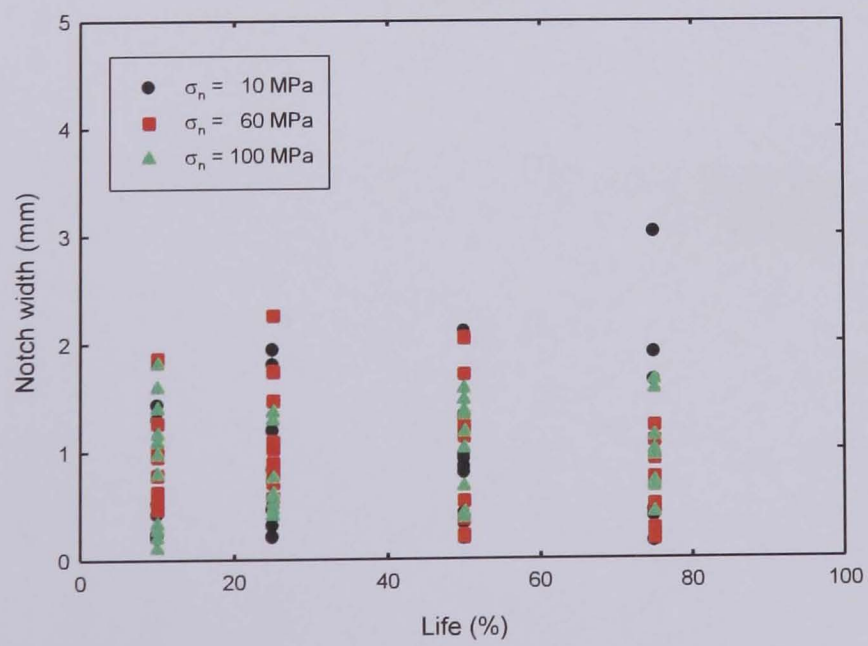 5
σn = 10 MPa
σn = 60 MPa
4
σn = 100 MPa
3
Notch width (mm)
2
1
0
0 20 40 60 80 100
Life (%)